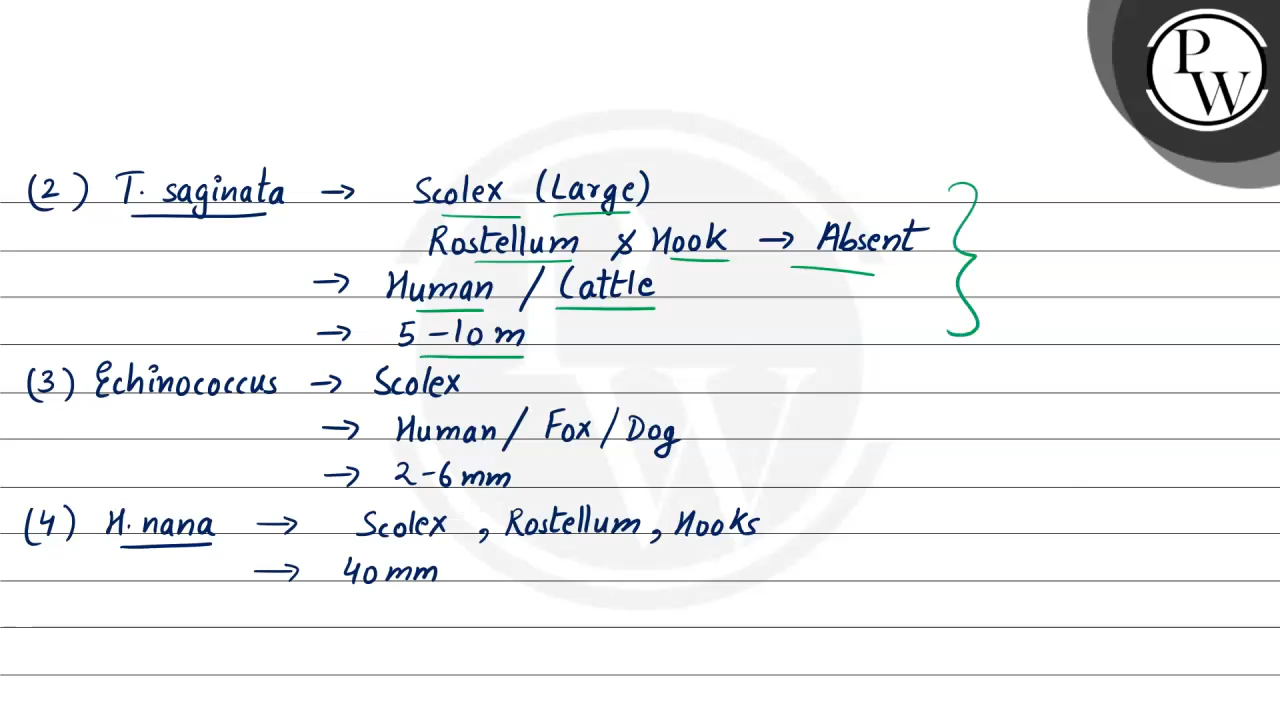 PW
(2) T. saginata → Scolex (Large)
Rostellum & Hook → Absent
→ Human / Cattle
→ 5-10 m
(3) Echinococcus → Scolex
→ Human / Fox / Dog
→ 2-6 mm
(4) H. nana → Scolex, Rostellum, Hooks
→ 40 mm